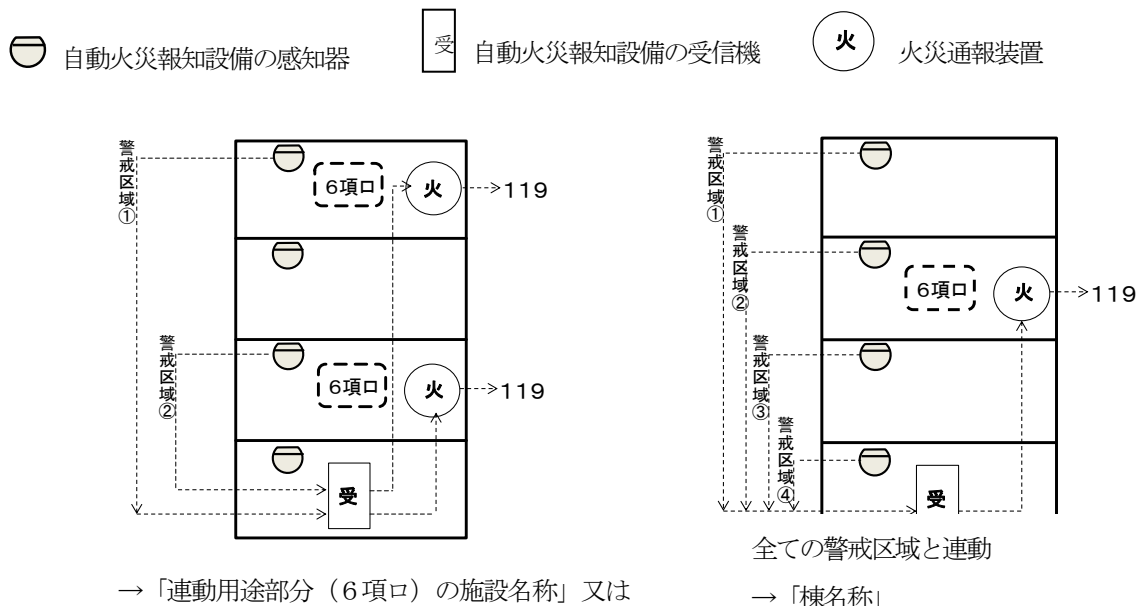 自動火災報知設備の感知器
受 自動火災報知設備の受信機
火 火災通報装置
警戒区域①
6項ロ
火
119
警戒区域②
6項ロ
火
119
受
→「連動用途部分（６項ロ）の施設名称」又は
警戒区域①
警戒区域②
6項ロ
火
119
警戒区域③
警戒区域④
受
全ての警戒区域と連動
→「棟名称」